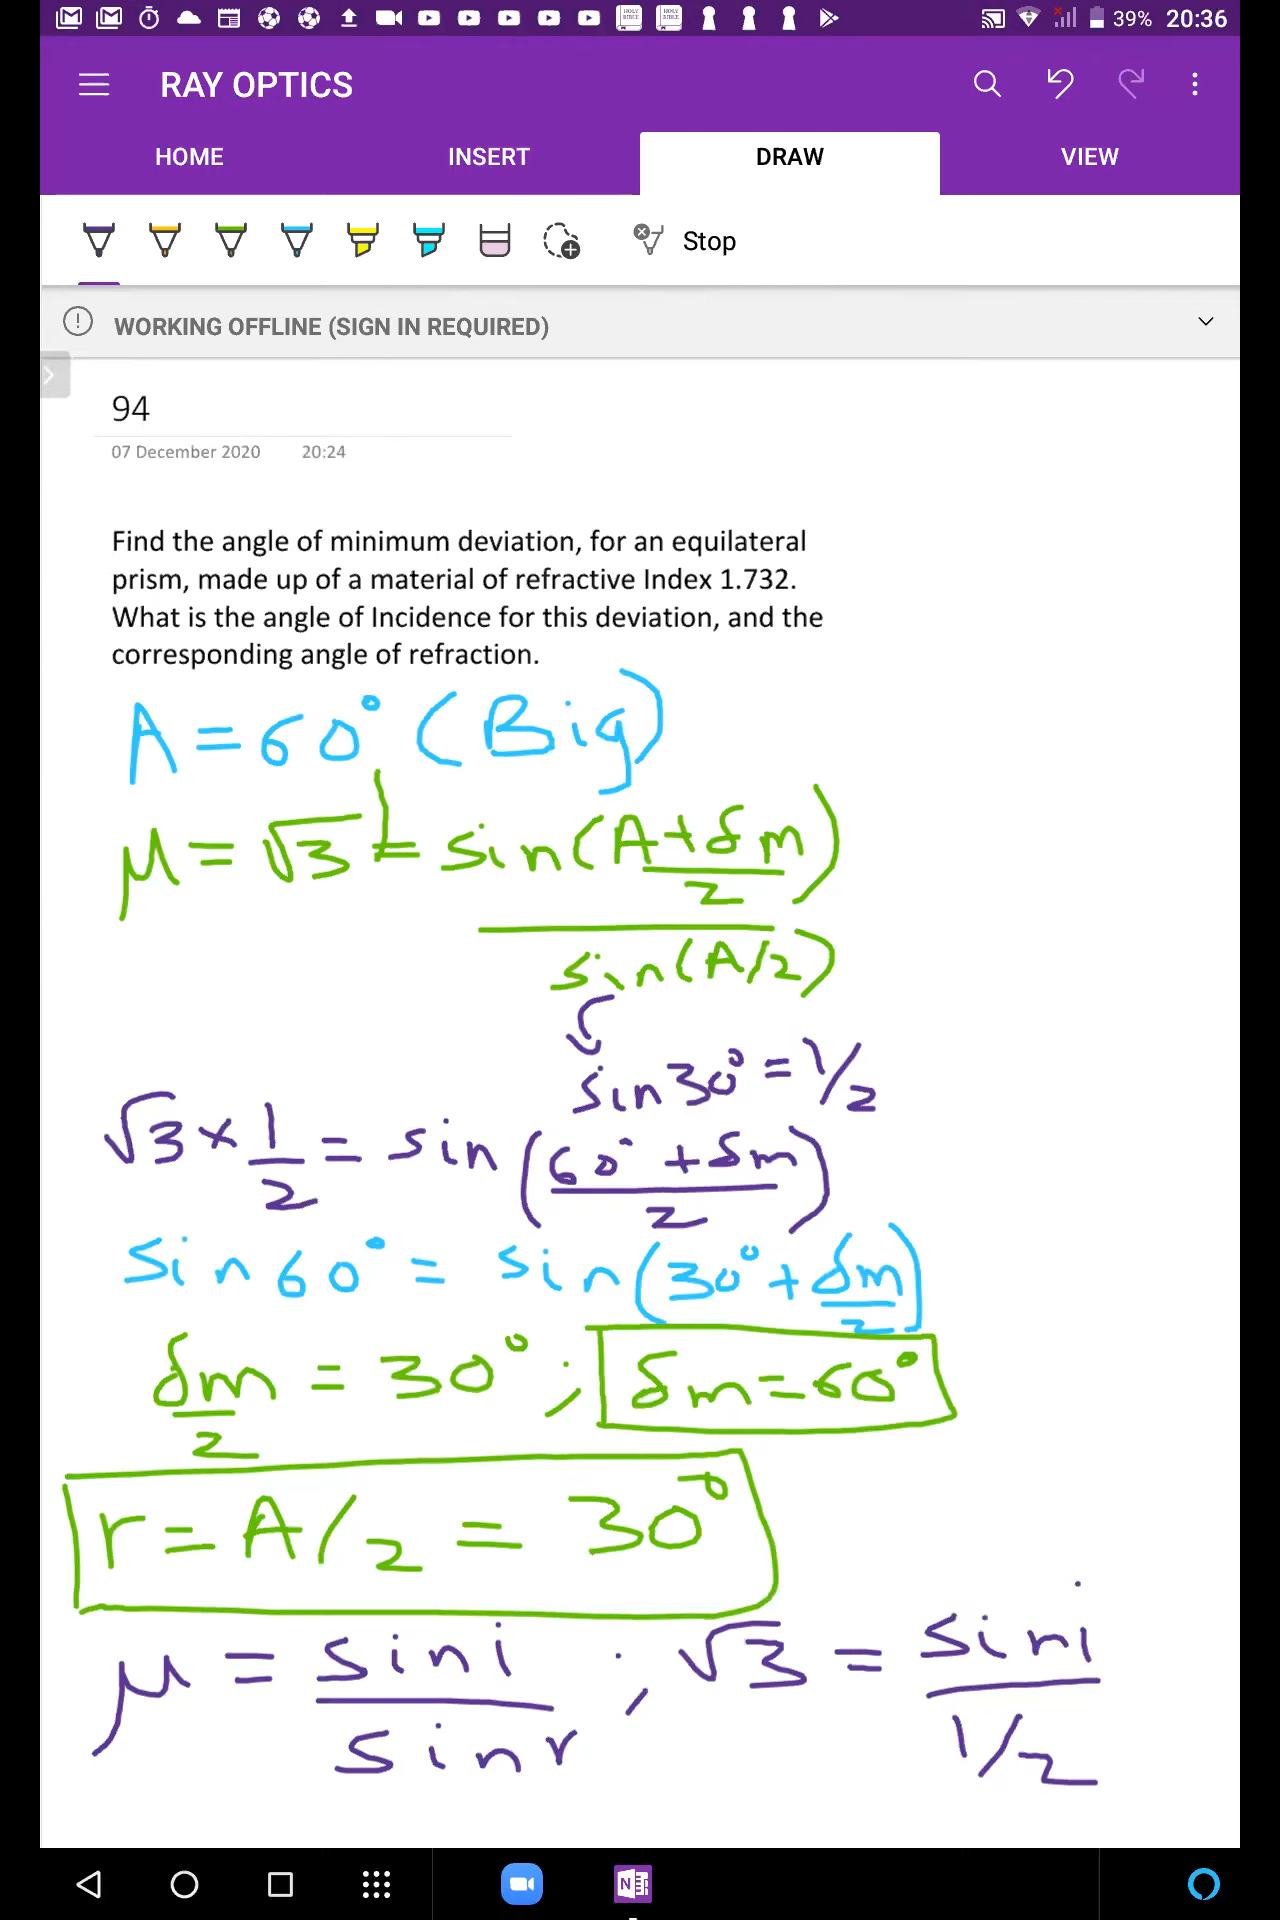 39% 20:36
RAY OPTICS
HOME INSERT DRAW VIEW
Stop
WORKING OFFLINE (SIGN IN REQUIRED)
94
07 December 2020 20:24
Find the angle of minimum deviation, for an equilateral
prism, made up of a material of refractive Index 1.732.
What is the angle of Incidence for this deviation, and the
corresponding angle of refraction.
A = 60° (Big)
μ = √3 = sin(A+δm/2)
sin(A/2)
sin30° = 1/2
√3 × 1/2 = sin(60° + δm/2)
sin60° = sin(30° + δm/2)
δm/2 = 30° ; δm = 60°
r = A/2 = 30°
μ = sin i / sin r ; √3 = sin i / 1/2